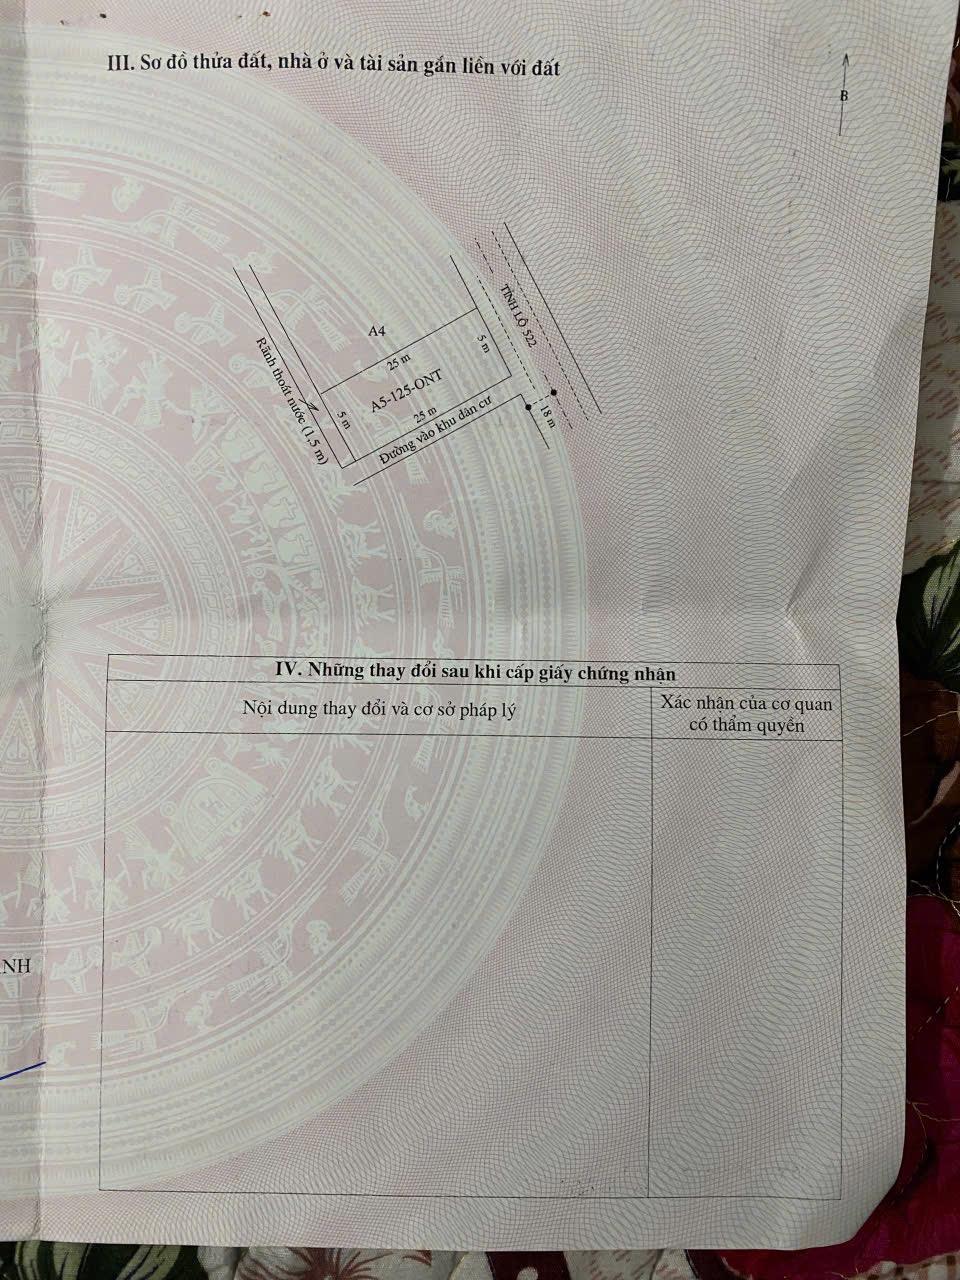 III. Sơ đồ thửa đất, nhà ở và tài sản gắn liền với đất
B
TỈNH LỘ 522
A4
25 m
5 m
Rãnh thoát nước (1,5 m)
A5-125-ONT
5 m
25 m
Đường vào khu dân cư
18 m
IV. Những thay đổi sau khi cấp giấy chứng nhận
Nội dung thay đổi và cơ sở pháp lý
Xác nhận của cơ quan
có thẩm quyền
NH